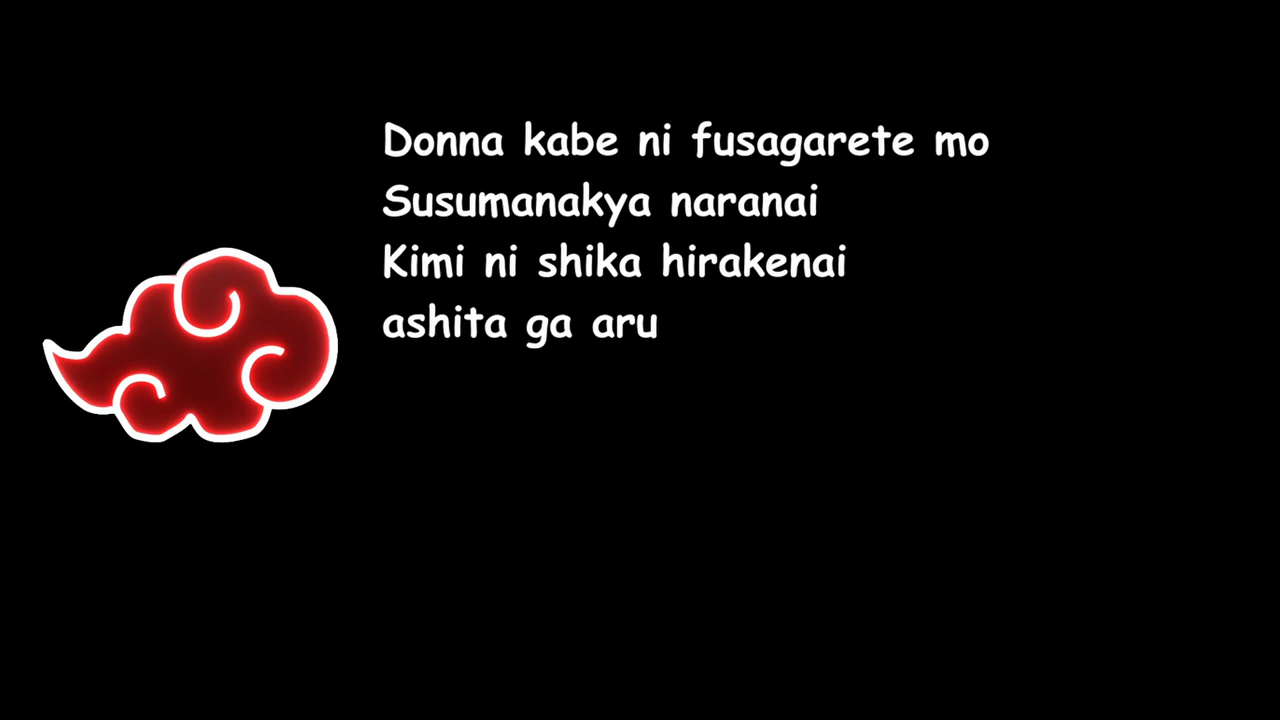 Donna kabe ni fusagarete mo
Susumanakya naranai
Kimi ni shika hirakenai
ashita ga aru